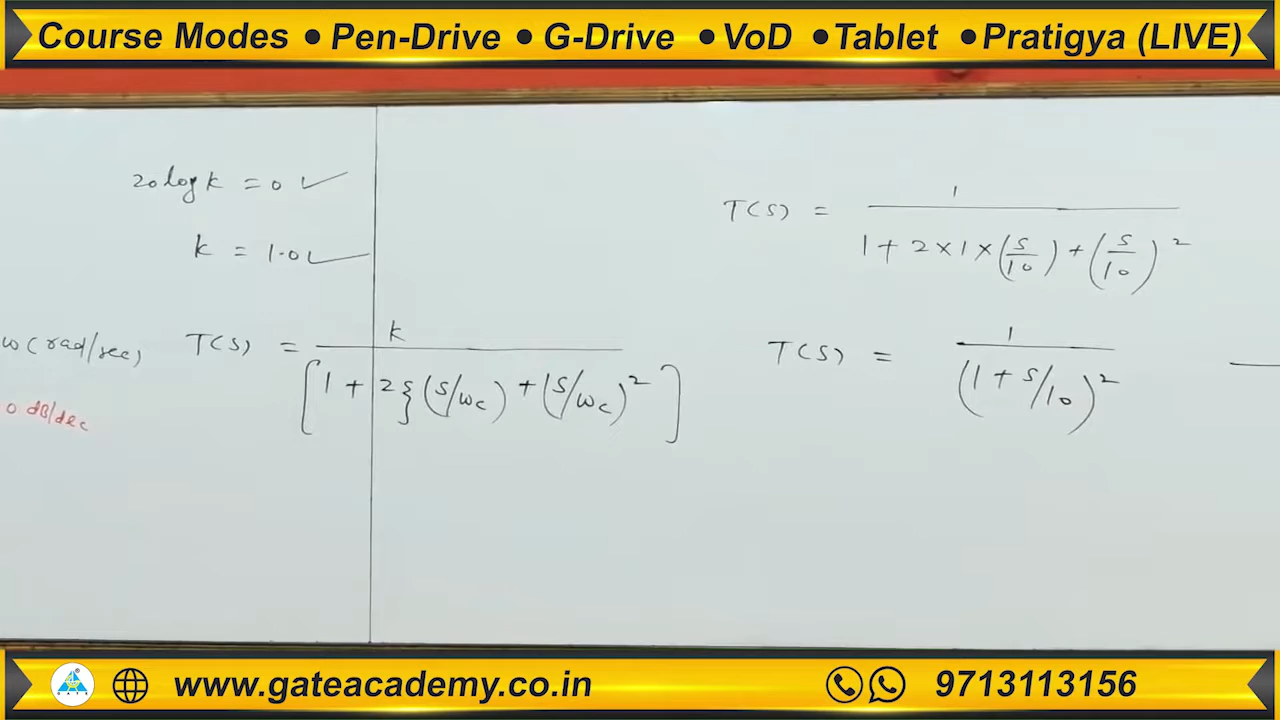 Course Modes • Pen-Drive • G-Drive • VoD • Tablet • Pratigya (LIVE)
20 log K = 0 ✓
K = 1.0 ✓
ω (rad/sec)
0 dB/dec
T(s) = K / [1 + 2ξ(s/ωc) + (s/ωc)²]
T(s) = 1 / 1 + 2×1×(s/10) + (s/10)²
T(s) = 1 / (1 + s/10)²
GATE
www.gateacademy.co.in
9713113156